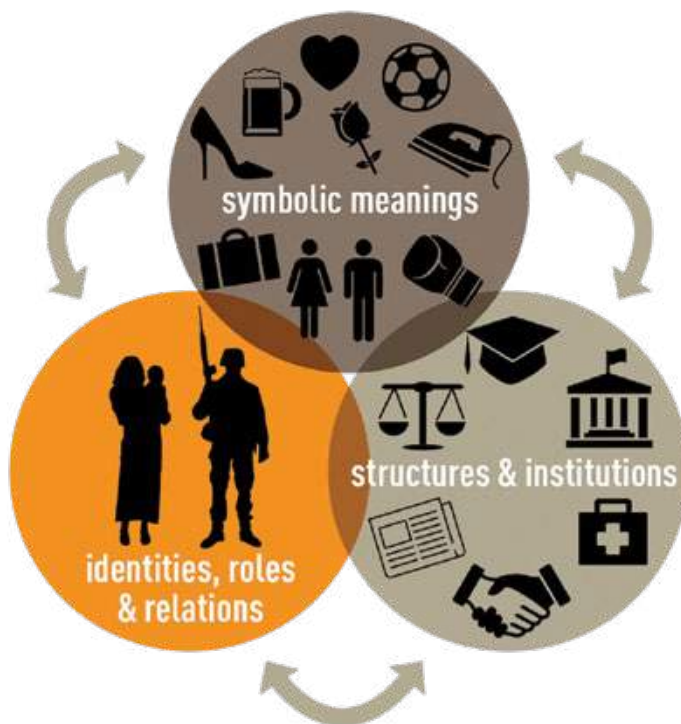 symbolic meanings
structures & institutions
identities, roles
& relations